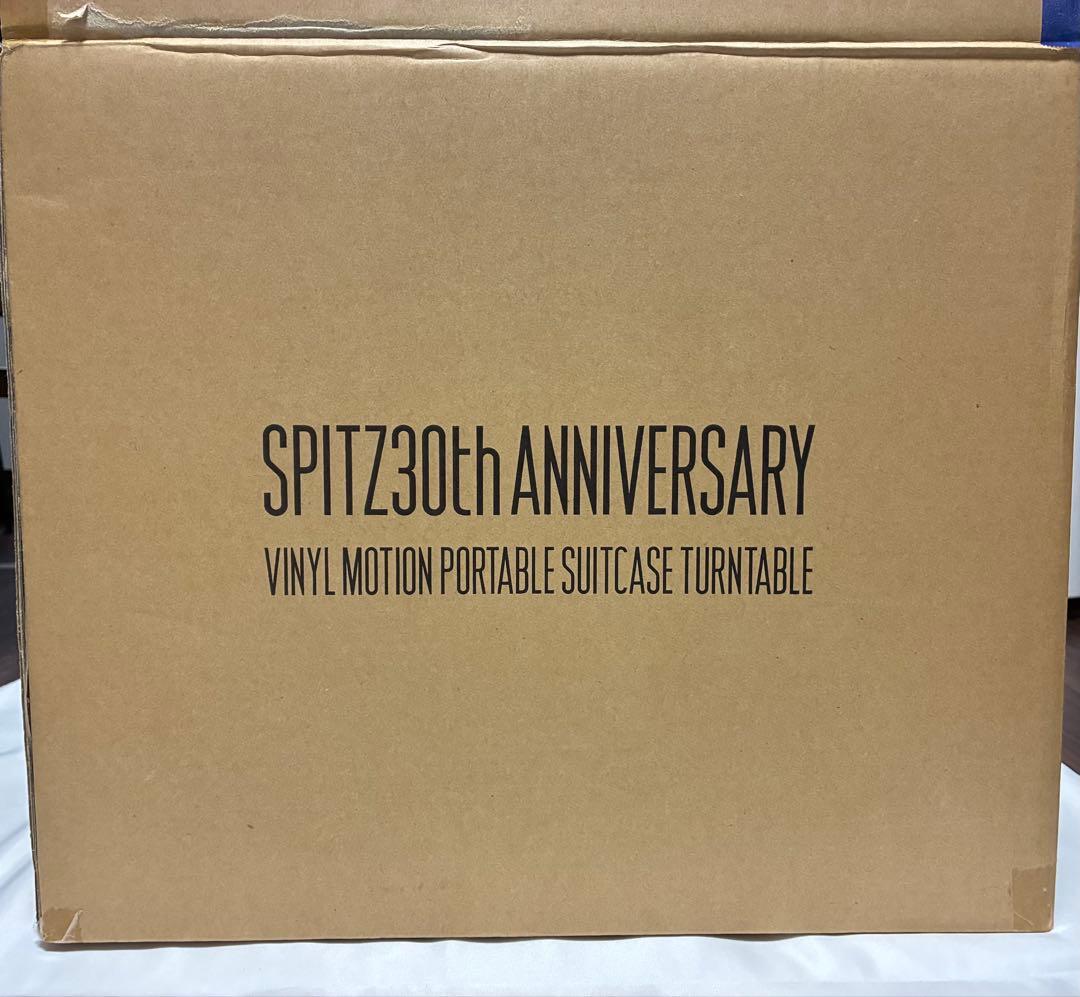 SPITZ30th ANNIVERSARY
VINYL MOTION PORTABLE SUITCASE TURNTABLE